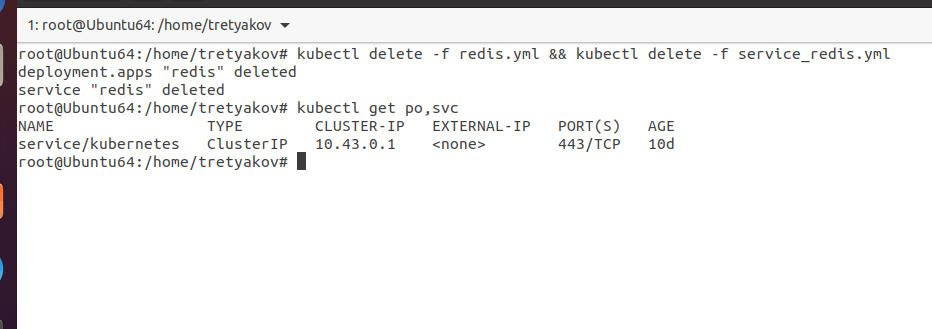 1: root@Ubuntu64: /home/tretyakov
root@Ubuntu64:/home/tretyakov# kubectl delete -f redis.yml && kubectl delete -f service_redis.yml
deployment.apps "redis" deleted
service "redis" deleted
root@Ubuntu64:/home/tretyakov# kubectl get po,svc
NAME TYPE CLUSTER-IP EXTERNAL-IP PORT(S) AGE
service/kubernetes ClusterIP 10.43.0.1 <none> 443/TCP 10d
root@Ubuntu64:/home/tretyakov#